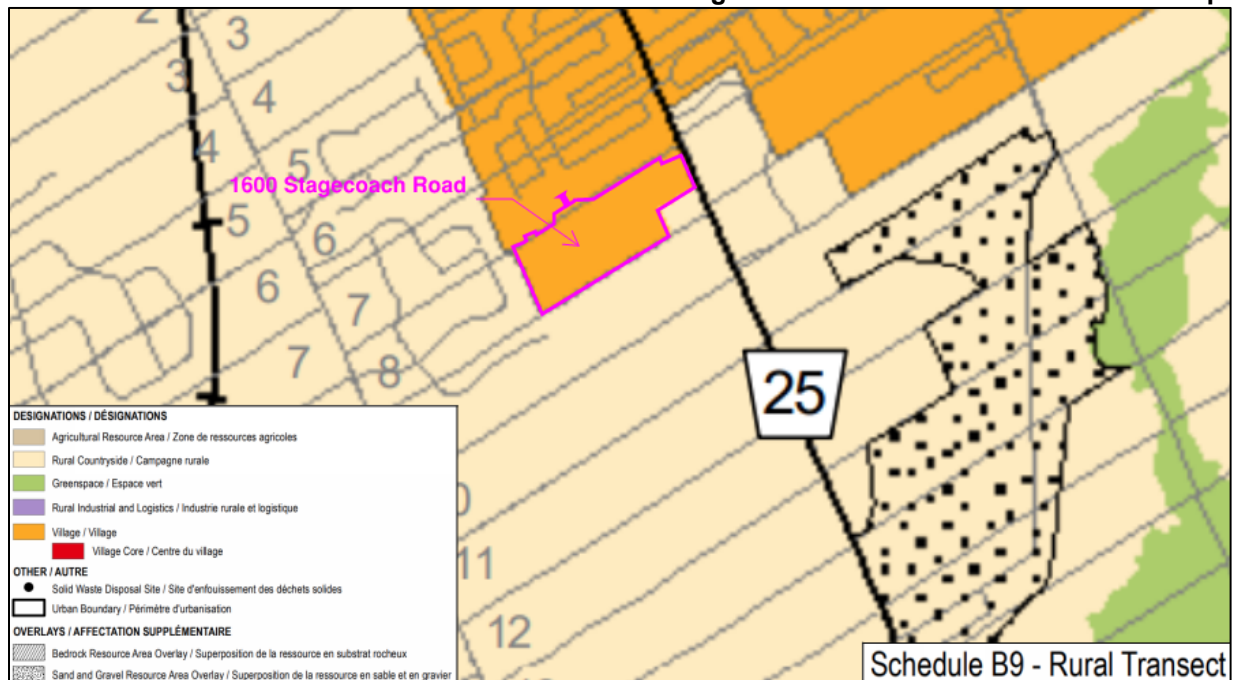 2
3
3
4
4
5
5
6
6
7
7
8
1600 Stagecoach Road
25
11
12
DESIGNATIONS / DÉSIGNATIONS
Agricultural Resource Area / Zone de ressources agricoles
Rural Countryside / Campagne rurale
Greenspace / Espace vert
Rural Industrial and Logistics / Industrie rurale et logistique
Village / Village
Village Core / Centre du village
OTHER / AUTRE
Solid Waste Disposal Site / Site d'enfouissement des déchets solides
Urban Boundary / Périmètre d'urbanisation
OVERLAYS / AFFECTATION SUPPLÉMENTAIRE
Bedrock Resource Area Overlay / Superposition de la ressource en substrat rocheux
Sand and Gravel Resource Area Overlay / Superposition de la ressource en sable et en gravier
Schedule B9 - Rural Transect